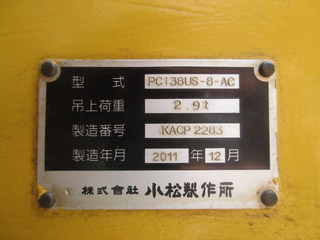 型 式 PC138US-8-AC
吊上荷重 2.9t
製造番号 KACP 2283
製造年月 2011 年 12 月
株式會社 小松製作所